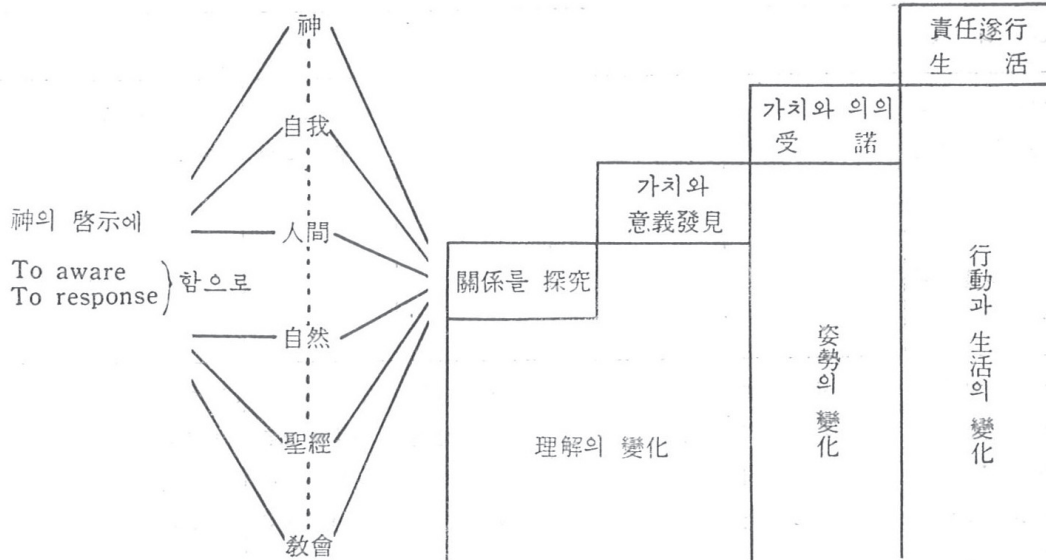 神의 啓示에
To aware
To response
함으로
神
自我
人間
自然
聖經
敎會
關係를 探究
가치와
意義發見
가치와 의의
受 諾
責任遂行
生 活
理解의 變化
姿勢의 變化
行動과 生活의 變化